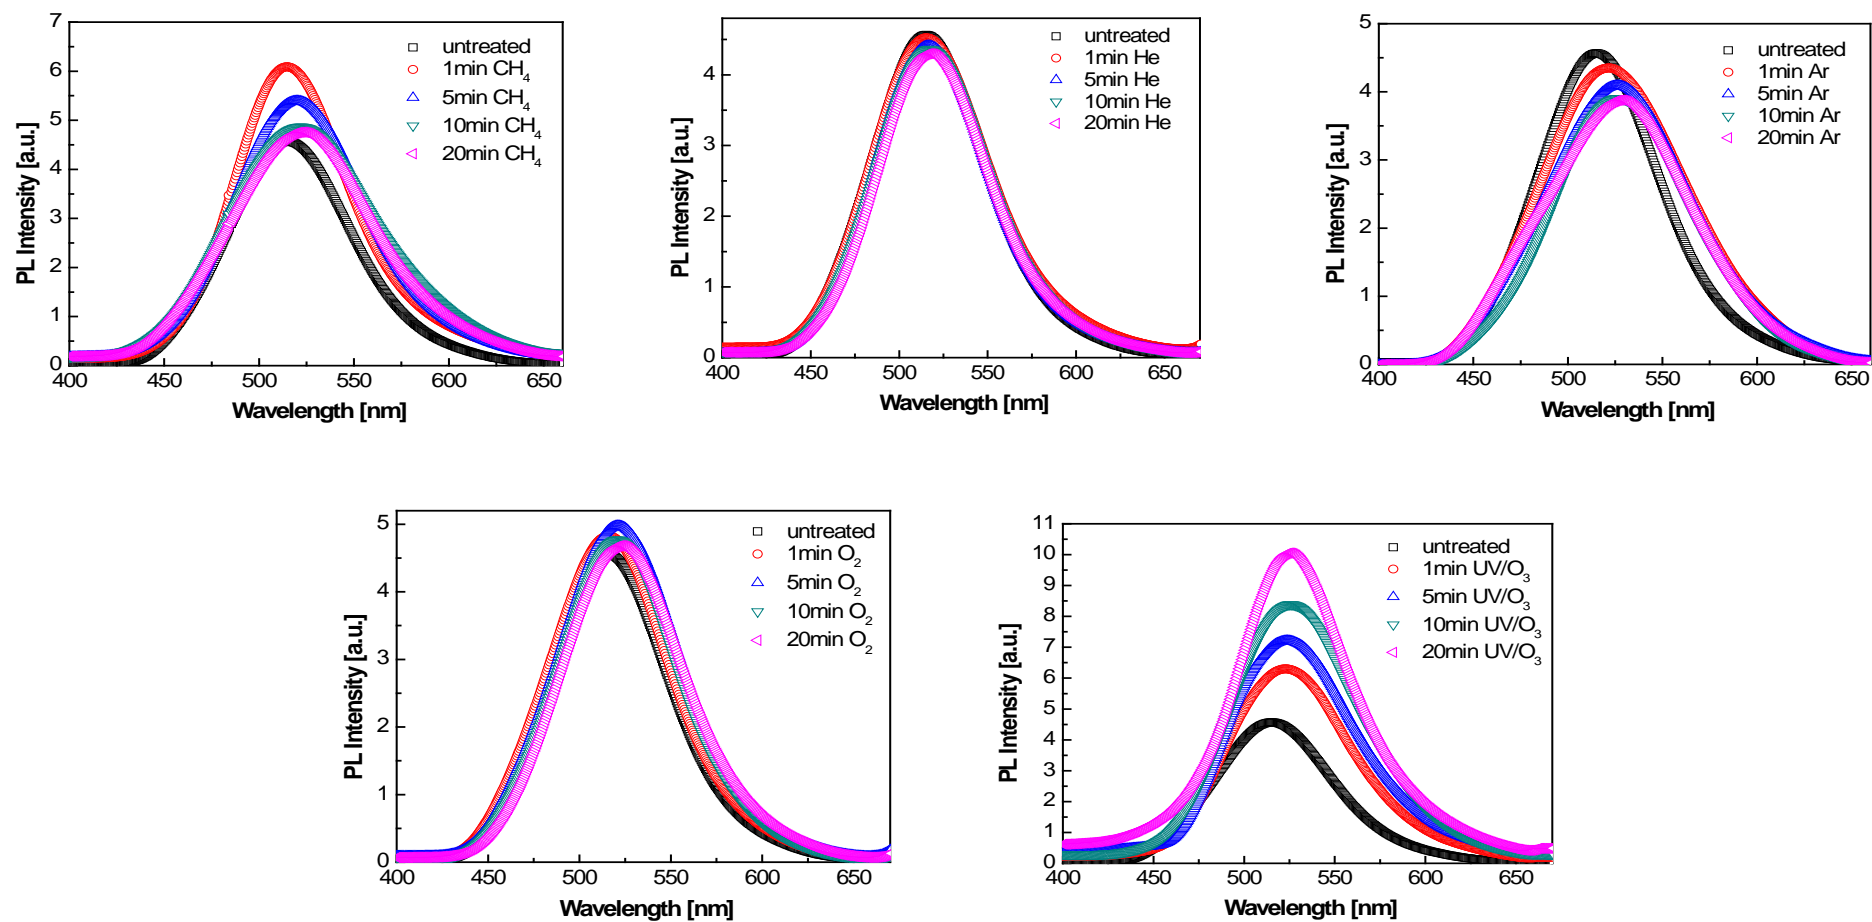 PL Intensity [a.u.]
7
6
5
4
3
2
1
0
400 450 500 550 600 650
Wavelength [nm]
untreated
1min CH4
5min CH4
10min CH4
20min CH4
PL Intensity [a.u.]
4
3
2
1
0
400 450 500 550 600 650
Wavelength [nm]
untreated
1min He
5min He
10min He
20min He
PL Intensity [a.u.]
5
4
3
2
1
0
400 450 500 550 600 650
Wavelength [nm]
untreated
1min Ar
5min Ar
10min Ar
20min Ar
PL Intensity [a.u.]
5
4
3
2
1
0
400 450 500 550 600 650
Wavelength [nm]
untreated
1min O2
5min O2
10min O2
20min O2
PL Intensity [a.u.]
11
10
9
8
7
6
5
4
3
2
1
0
400 450 500 550 600 650
Wavelength [nm]
untreated
1min UV/O3
5min UV/O3
10min UV/O3
20min UV/O3